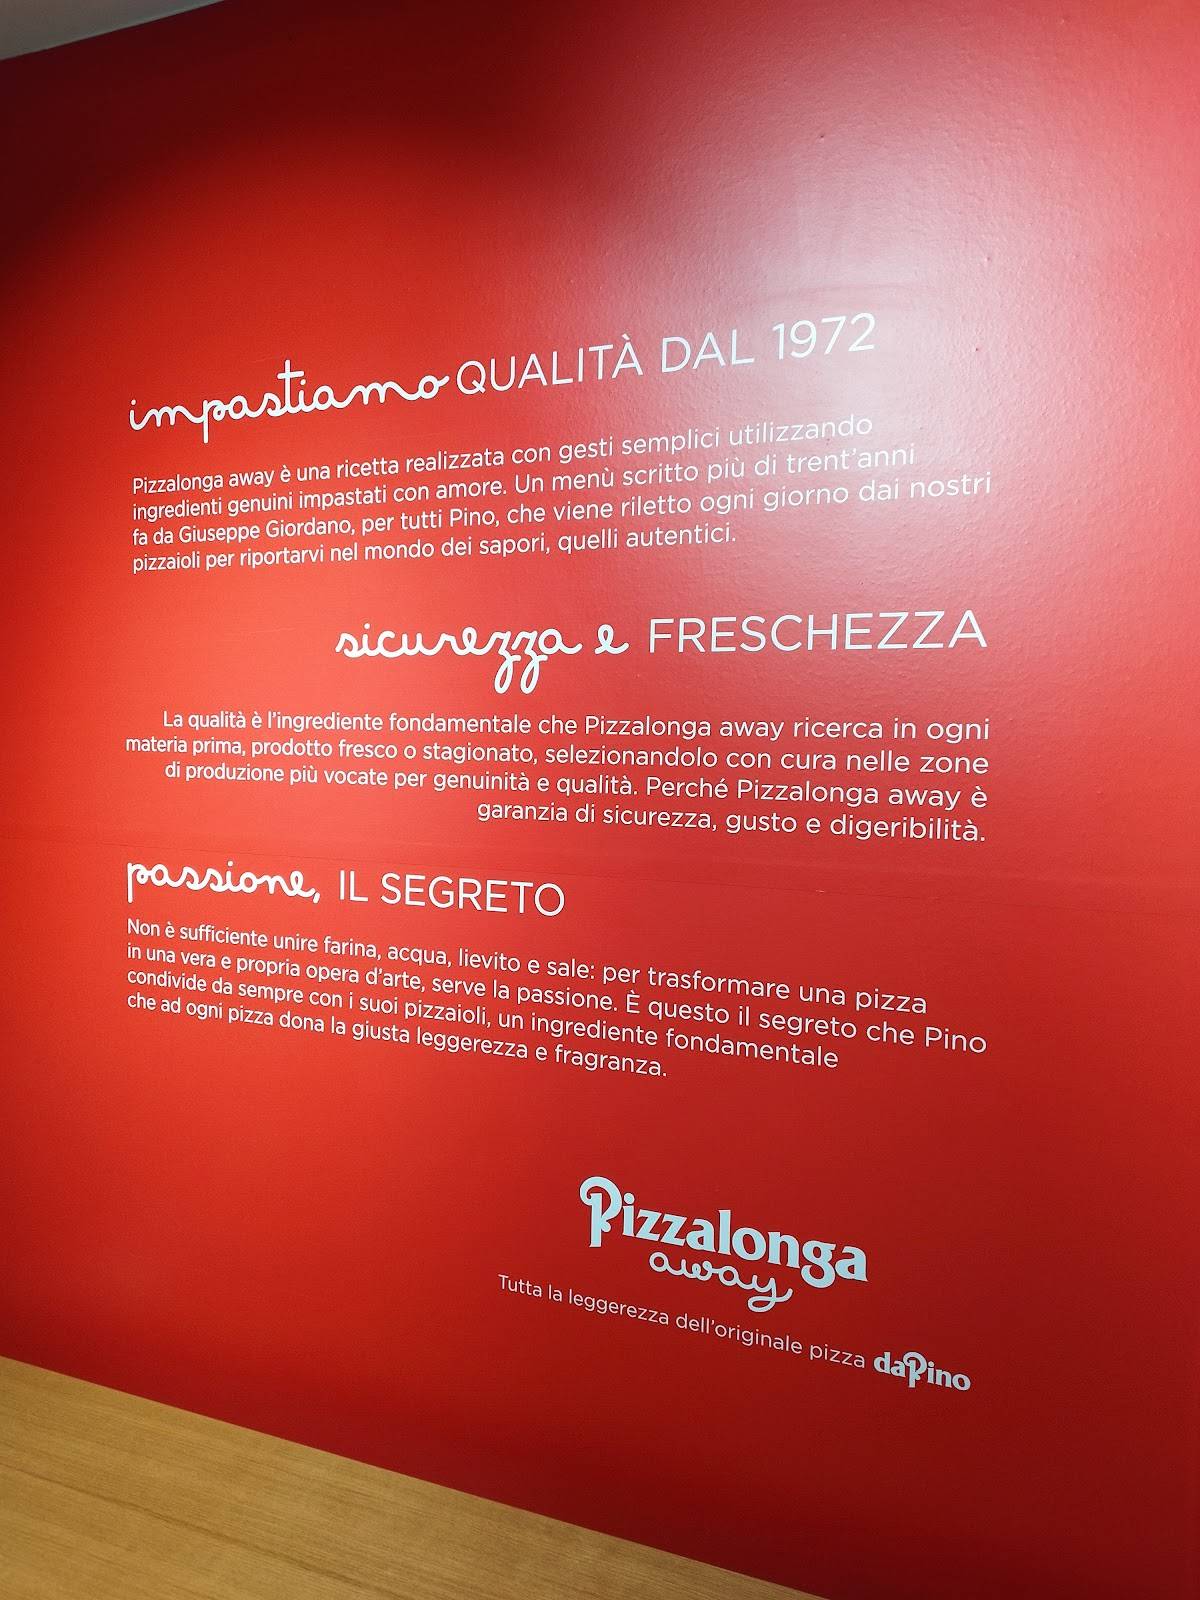 impastiamo QUALITÀ DAL 1972
Pizzalonga away è una ricetta realizzata con gesti semplici utilizzando
ingredienti genuini impastati con amore. Un menù scritto più di trent'anni
fa da Giuseppe Giordano, per tutti Pino, che viene riletto ogni giorno dai nostri
pizzaioli per riportarvi nel mondo dei sapori, quelli autentici.
sicurezza e FRESCHEZZA
La qualità è l'ingrediente fondamentale che Pizzalonga away ricerca in ogni
materia prima, prodotto fresco o stagionato, selezionandolo con cura nelle zone
di produzione più vocate per genuinità e qualità. Perché Pizzalonga away è
garanzia di sicurezza, gusto e digeribilità.
passione, IL SEGRETO
Non è sufficiente unire farina, acqua, lievito e sale: per trasformare una pizza
in una vera e propria opera d'arte, serve la passione. È questo il segreto che Pino
condivide da sempre con i suoi pizzaioli, un ingrediente fondamentale
che ad ogni pizza dona la giusta leggerezza e fragranza.
Pizzalonga
away
Tutta la leggerezza dell'originale pizza daPino